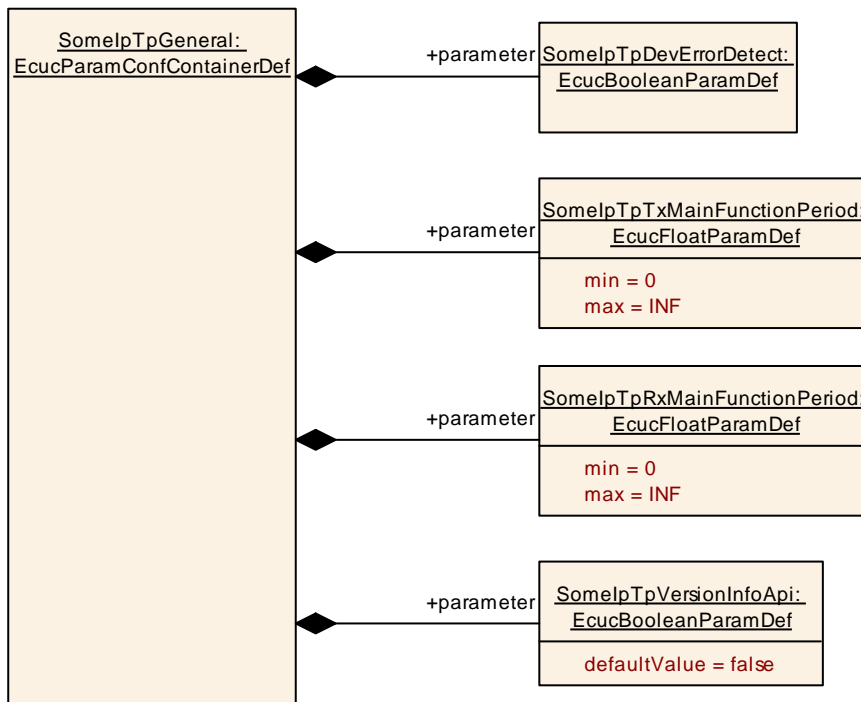 SomeIpTpGeneral:
EcucParamConfContainerDef
+parameter
SomeIpTpDevErrorDetect:
EcucBooleanParamDef
+parameter
SomeIpTpTxMainFunctionPeriod:
EcucFloatParamDef
min = 0
max = INF
+parameter
SomeIpTpRxMainFunctionPeriod:
EcucFloatParamDef
min = 0
max = INF
+parameter
SomeIpTpVersionInfoApi:
EcucBooleanParamDef
defaultValue = false